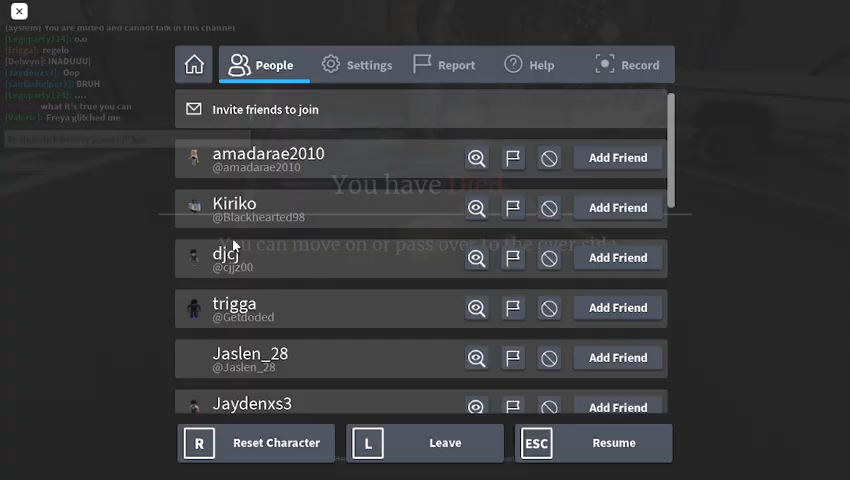 [System] You are muted and cannot talk in this channel
[Legoparty134]: o.o
[trigga]: regelo
[Delwyn]: INADUUU[
[Jaydenxs3]: Oop
BRUH
[Legoparty134]: ....
what it's true you can
[Valerie]: Freya glitched me
People
Settings
Report
Help
Record
Invite friends to join
amadarae2010
@amadarae2010
Add Friend
You have Died
Kiriko
@Blackhearted98
Add Friend
You can move on or pass over to the over side
djcj
@cjjz00
Add Friend
trigga
@Getdoded
Add Friend
Jaslen_28
@Jaslen_28
Add Friend
Jaydenxs3
Add Friend
R Reset Character
L Leave
ESC Resume